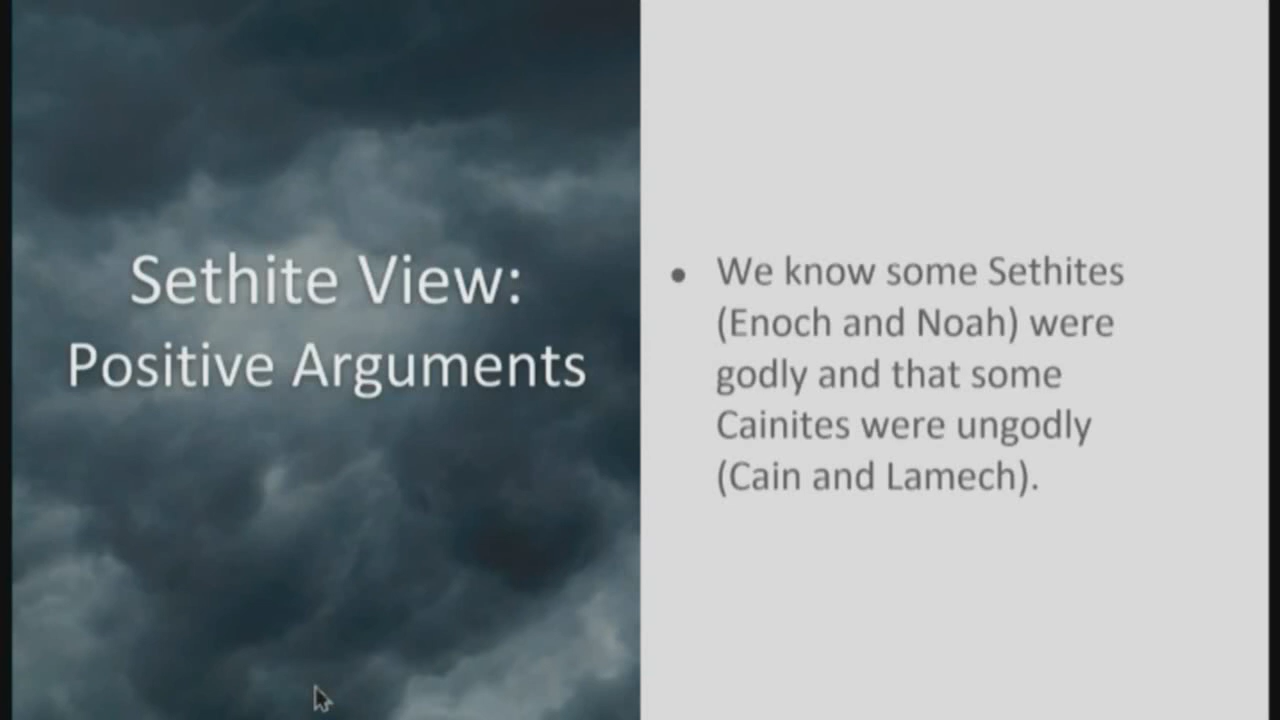 Sethite View:
Positive Arguments
• We know some Sethites
(Enoch and Noah) were
godly and that some
Cainites were ungodly
(Cain and Lamech).